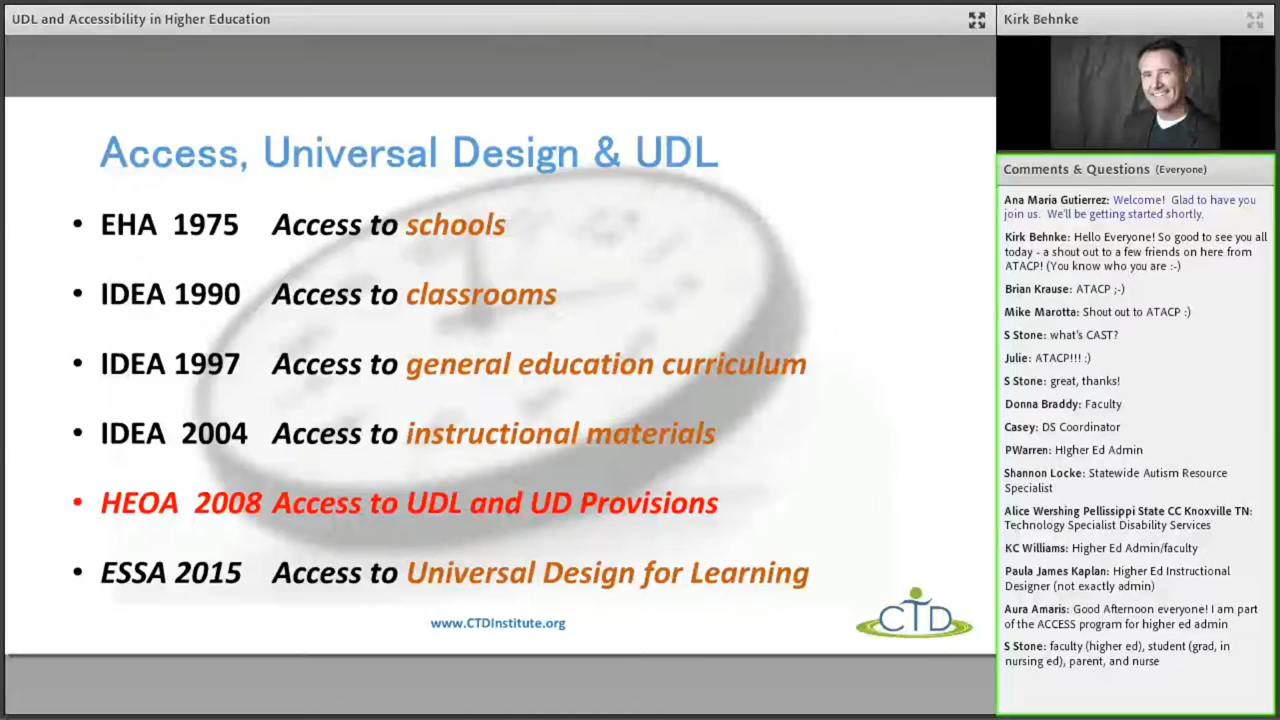 UDL and Accessibility in Higher Education
Kirk Behnke
Access, Universal Design & UDL
• EHA 1975 Access to schools
• IDEA 1990 Access to classrooms
• IDEA 1997 Access to general education curriculum
• IDEA 2004 Access to instructional materials
• HEOA 2008 Access to UDL and UD Provisions
• ESSA 2015 Access to Universal Design for Learning
www.CTDInstitute.org
CTD
Comments & Questions (Everyone)
Ana Maria Gutierrez: Welcome! Glad to have you
join us. We'll be getting started shortly.
Kirk Behnke: Hello Everyone! So good to see you all
today - a shout out to a few friends on here from
ATACP! (You know who you are :-)
Brian Krause: ATACP ;-)
Mike Marotta: Shout out to ATACP :)
S Stone: what's CAST?
Julie: ATACP!!! :)
S Stone: great, thanks!
Donna Braddy: Faculty
Casey: DS Coordinator
PWarren: HIgher Ed Admin
Shannon Locke: Statewide Autism Resource
Specialist
Alice Wershing Pellissippi State CC Knoxville TN:
Technology Specialist Disability Services
KC Williams: Higher Ed Admin/faculty
Paula James Kaplan: Higher Ed Instructional
Designer (not exactly admin)
Aura Amaris: Good Afternoon everyone! I am part
of the ACCESS program for higher ed admin
S Stone: faculty (higher ed), student (grad, in
nursing ed), parent, and nurse